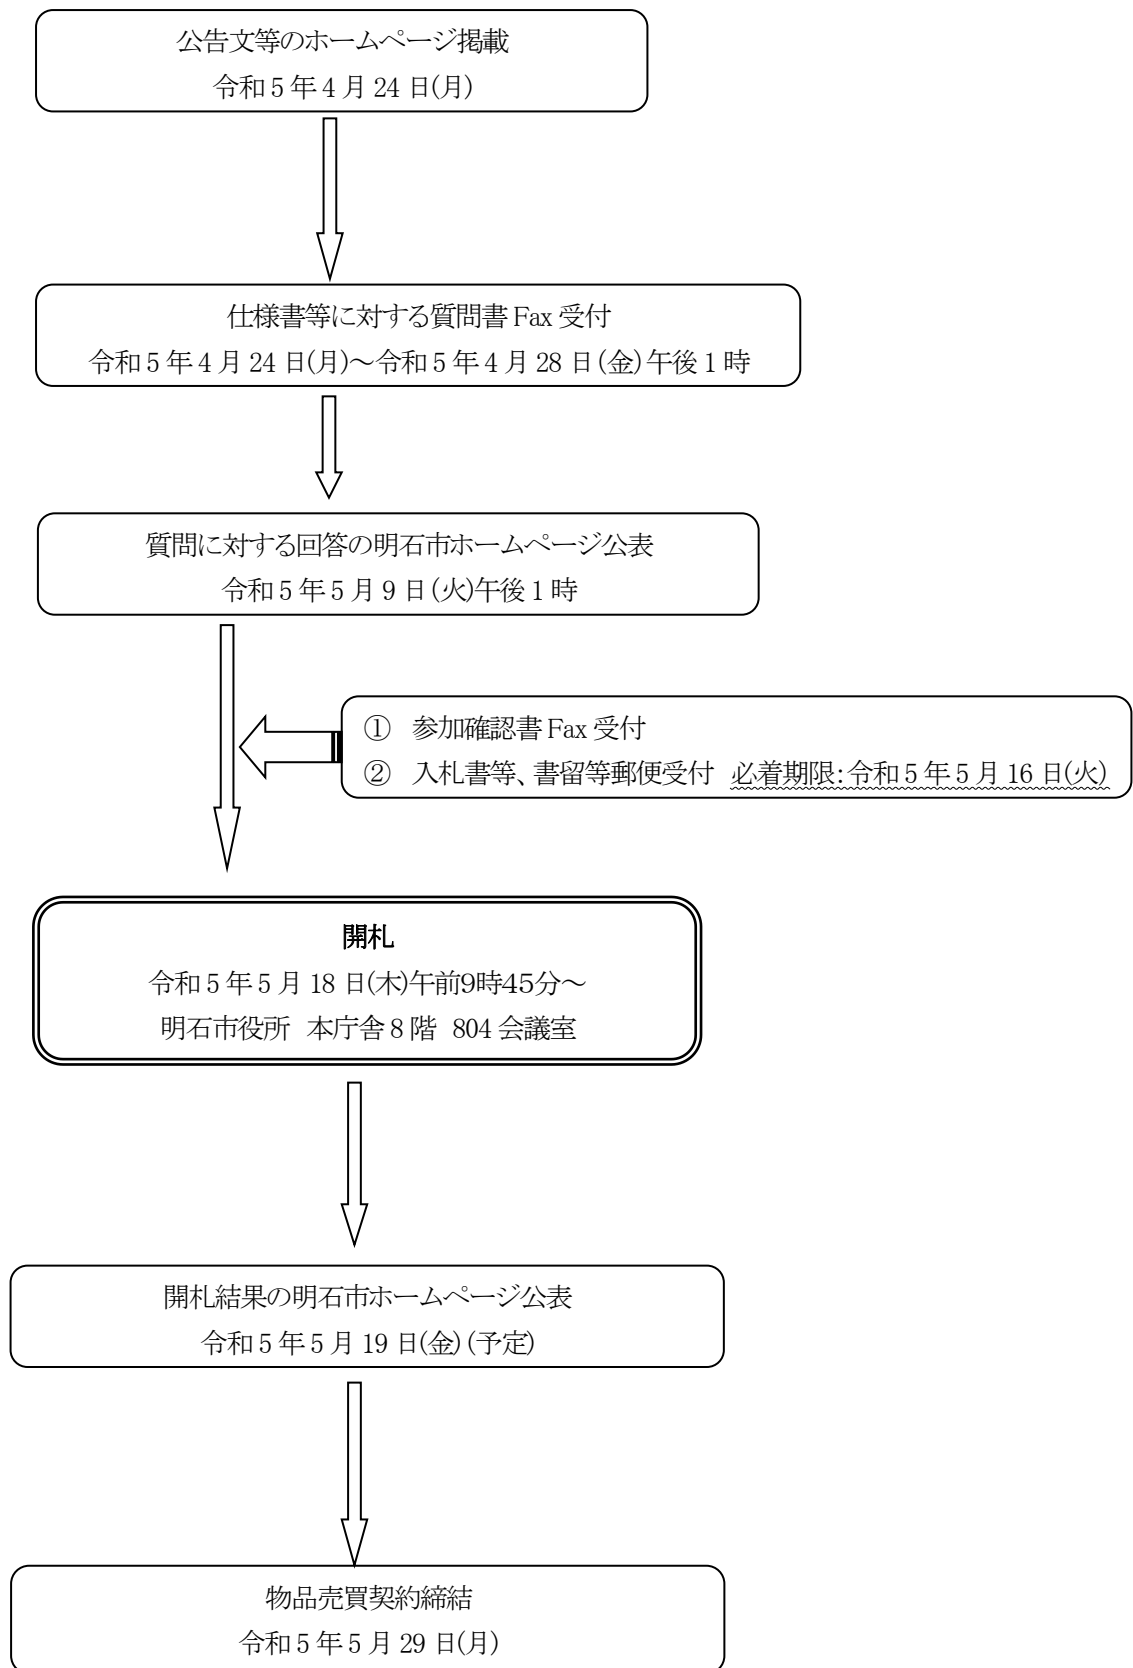 公告文等のホームページ掲載
令和5年4月24日(月)
仕様書等に対する質問書Fax受付
令和5年4月24日(月)～令和5年4月28日(金)午後1時
質問に対する回答の明石市ホームページ公表
令和5年5月9日(火)午後1時
① 参加確認書Fax受付
② 入札書等、書留等郵便受付 必着期限：令和5年5月16日(火)
開札
令和5年5月18日(木)午前9時45分～
明石市役所 本庁舎8階 804会議室
開札結果の明石市ホームページ公表
令和5年5月19日(金)(予定)
物品売買契約締結
令和5年5月29日(月)